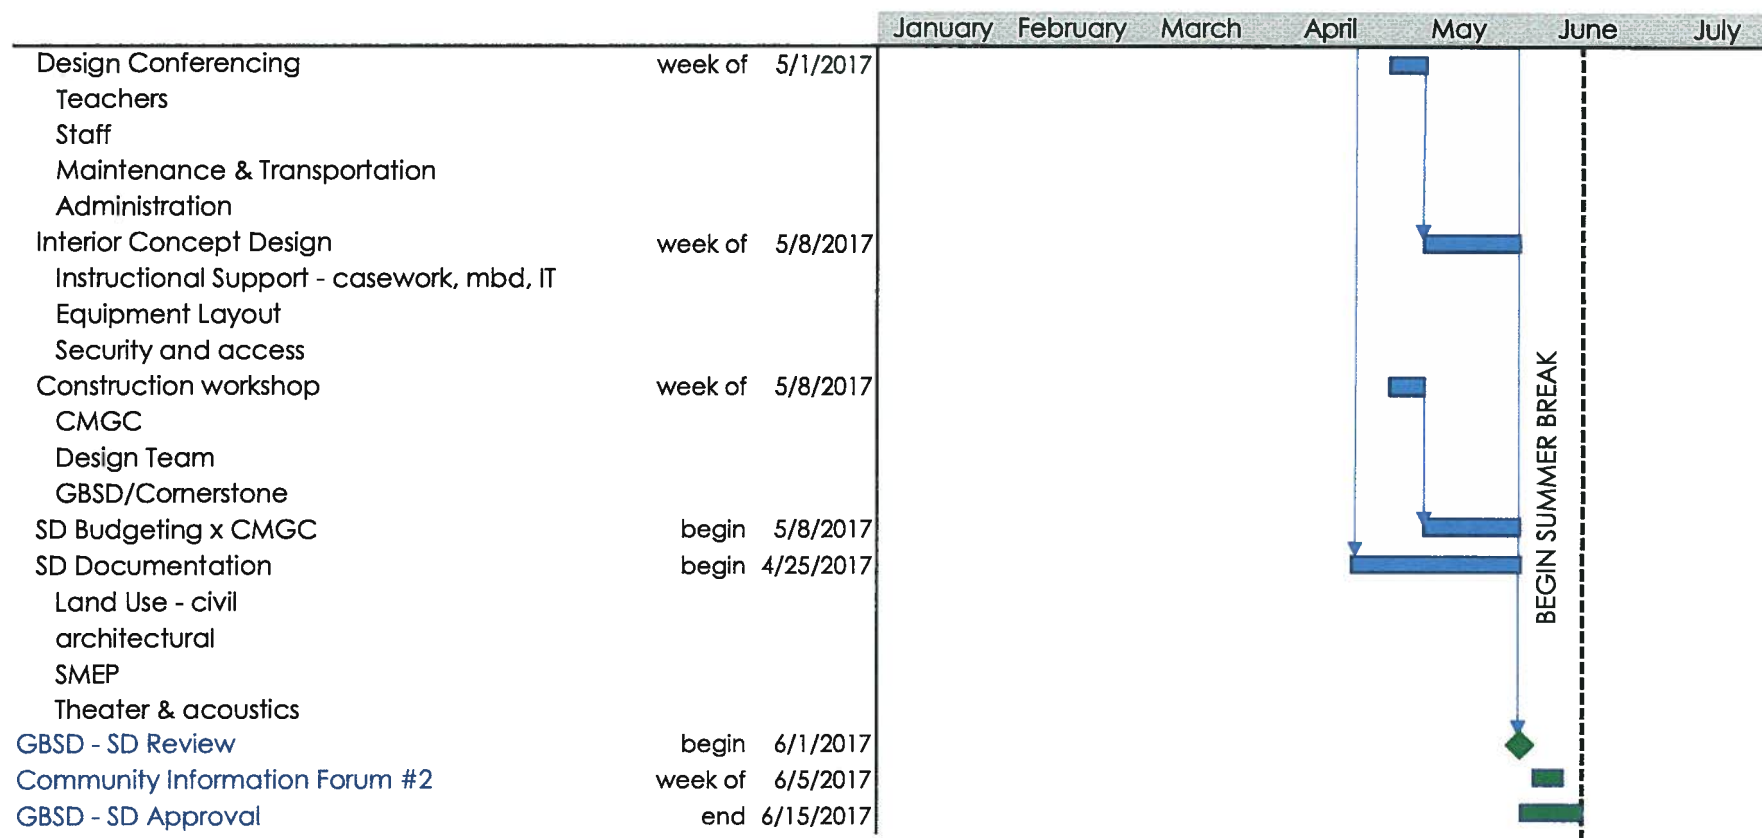 January February March April May June July
Design Conferencing week of 5/1/2017
Teachers
Staff
Maintenance & Transportation
Administration
Interior Concept Design week of 5/8/2017
Instructional Support - casework, mbd, IT
Equipment Layout
Security and access
Construction workshop week of 5/8/2017
CMGC
Design Team
GBSD/Cornerstone
SD Budgeting x CMGC begin 5/8/2017
SD Documentation begin 4/25/2017
Land Use - civil
architectural
SMEP
Theater & acoustics
GBSD - SD Review begin 6/1/2017
Community Information Forum #2 week of 6/5/2017
GBSD - SD Approval end 6/15/2017
BEGIN SUMMER BREAK